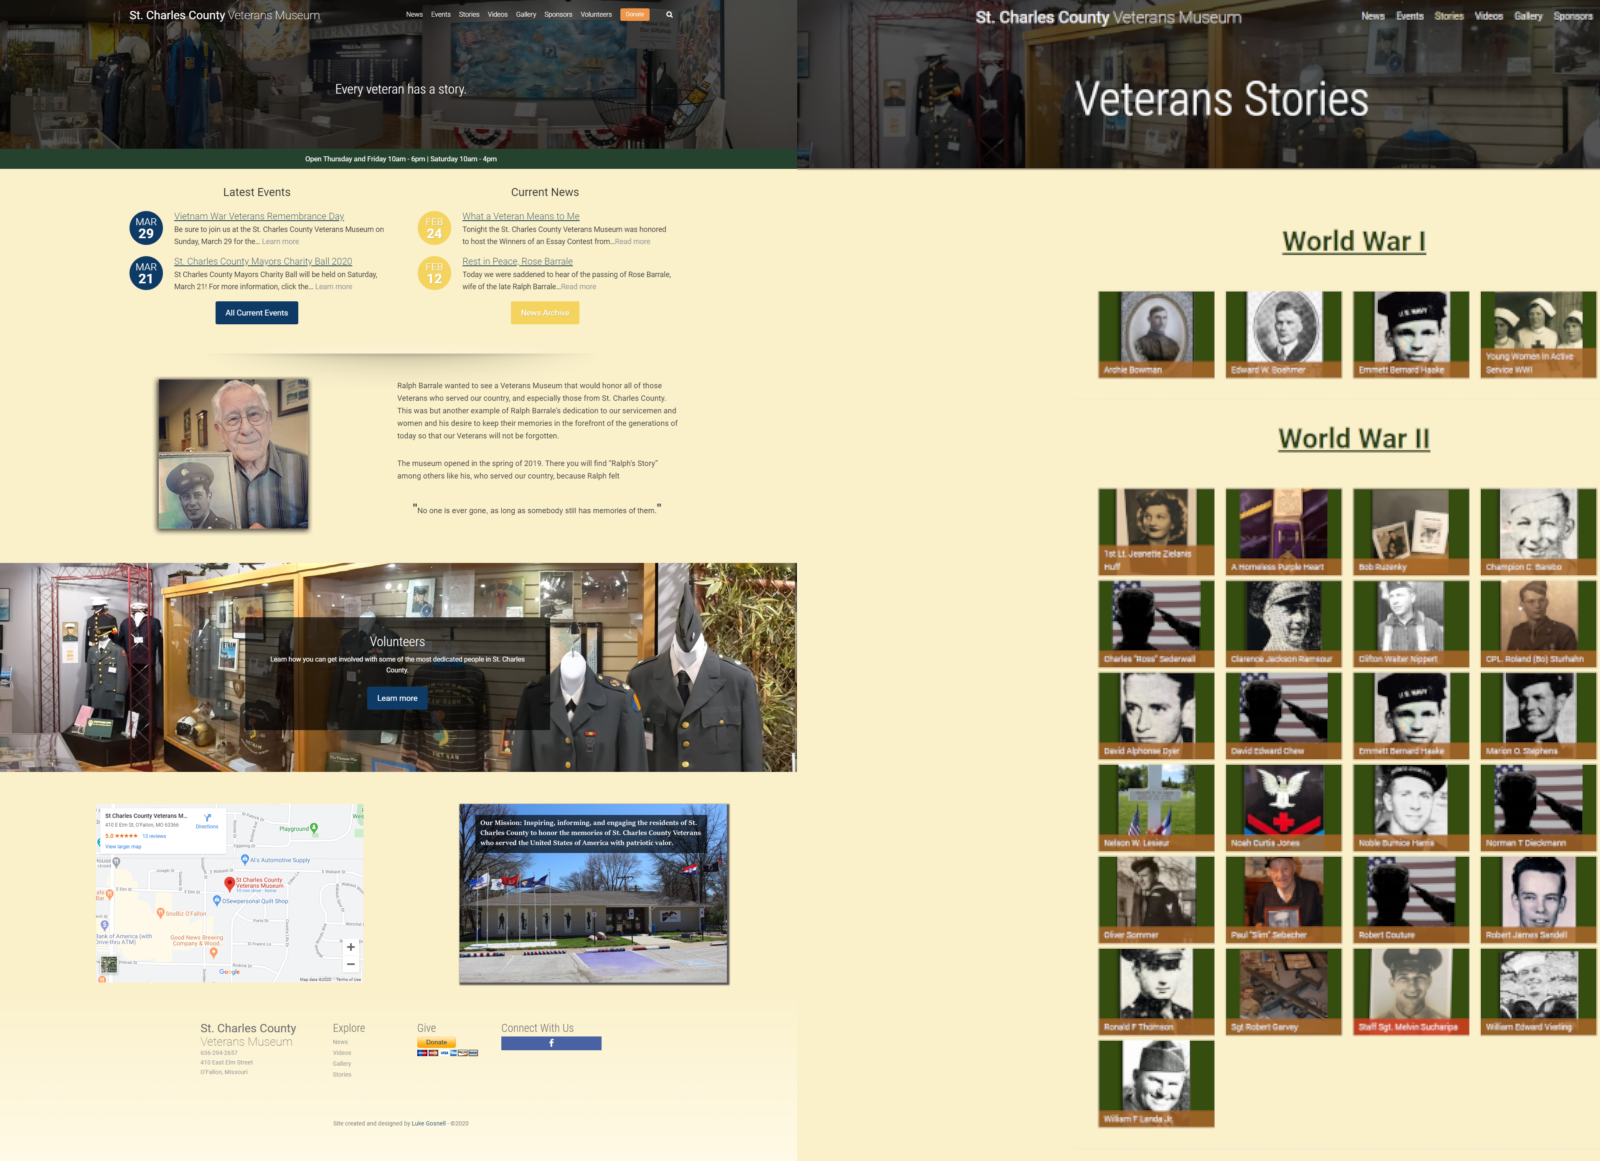 St. Charles County Veterans Museum
News Events Stories Videos Gallery Sponsors Volunteers Donate
Every veteran has a story.
Open Thursday and Friday 10am - 6pm | Saturday 10am - 4pm
Latest Events
MAR
29
Vietnam War Veterans Remembrance Day
Be sure to join us at the St. Charles County Veterans Museum on
Sunday, March 29 for the... Learn more
MAR
21
St. Charles County Mayors Charity Ball 2020
St Charles County Mayors Charity Ball will be held on Saturday,
March 21! For more information, click the... Learn more
All Current Events
Current News
FEB
24
What a Veteran Means to Me
Tonight the St. Charles County Veterans Museum was honored
to host the Winners of an Essay Contest from...Read more
FEB
12
Rest in Peace, Rose Barrale
Today we were saddened to hear of the passing of Rose Barrale,
wife of the late Ralph Barrale...Read more
News Archive
Ralph Barrale wanted to see a Veterans Museum that would honor all of those
Veterans who served our country, and especially those from St. Charles County.
This was but another example of Ralph Barrale's dedication to our servicemen and
women and his desire to keep their memories in the forefront of the generations of
today so that our Veterans will not be forgotten.
The museum opened in the spring of 2019. There you will find "Ralph's Story"
among others like his, who served our country, because Ralph felt
"No one is ever gone, as long as somebody still has memories of them."
Volunteers
Learn how you can get involved with some of the most dedicated people in St. Charles
County.
Learn more
St Charles County Veterans M...
410 E Elm St, O'Fallon, MO 63366
5.0 ★★★★★ 13 reviews
View larger map
Directions
Playground
Al's Automotive Supply
St Charles County
Veterans Museum
OSewpersonal Quilt Shop
SnoBiz O'Fallon
Good News Brewing
Company & Wood...
Bank of America (with
Drive-thru ATM)
Google
Map data ©2020 Terms of Use
Our Mission: Inspiring, informing, and engaging the residents of St.
Charles County to honor the memories of St. Charles County Veterans
who served the United States of America with patriotic valor.
St. Charles County
Veterans Museum
636-294-2657
410 East Elm Street
O'Fallon, Missouri
Explore
News
Videos
Gallery
Stories
Give
Donate
Connect With Us
f
Site created and designed by Luke Gosnell - ©2020
St. Charles County Veterans Museum
News Events Stories Videos Gallery Sponsors
Veterans Stories
World War I
Archie Bowman
Edward W. Boehmer
Emmett Bernard Haake
Young Women In Active
Service WWI
World War II
1st Lt. Jeanette Zielanis
Huff
A Homeless Purple Heart
Bob Ruzenky
Champion C. Barebo
Charles "Ross" Sederwall
Clarence Jackson Ramsour
Clifton Walter Nippert
CPL. Roland (Bo) Sturhahn
David Alphonse Dyer
David Edward Chew
Emmett Bernard Haake
Marion O. Stephens
Nelson W. Lesieur
Noah Curtis Jones
Noble Burnice Harris
Norman T Dieckmann
Oliver Sommer
Paul "Slim" Sebacher
Robert Couture
Robert James Sandell
Ronald F Thomson
Sgt Robert Garvey
Staff Sgt. Melvin Sucharipa
William Edward Vierling
William F Landa Jr.